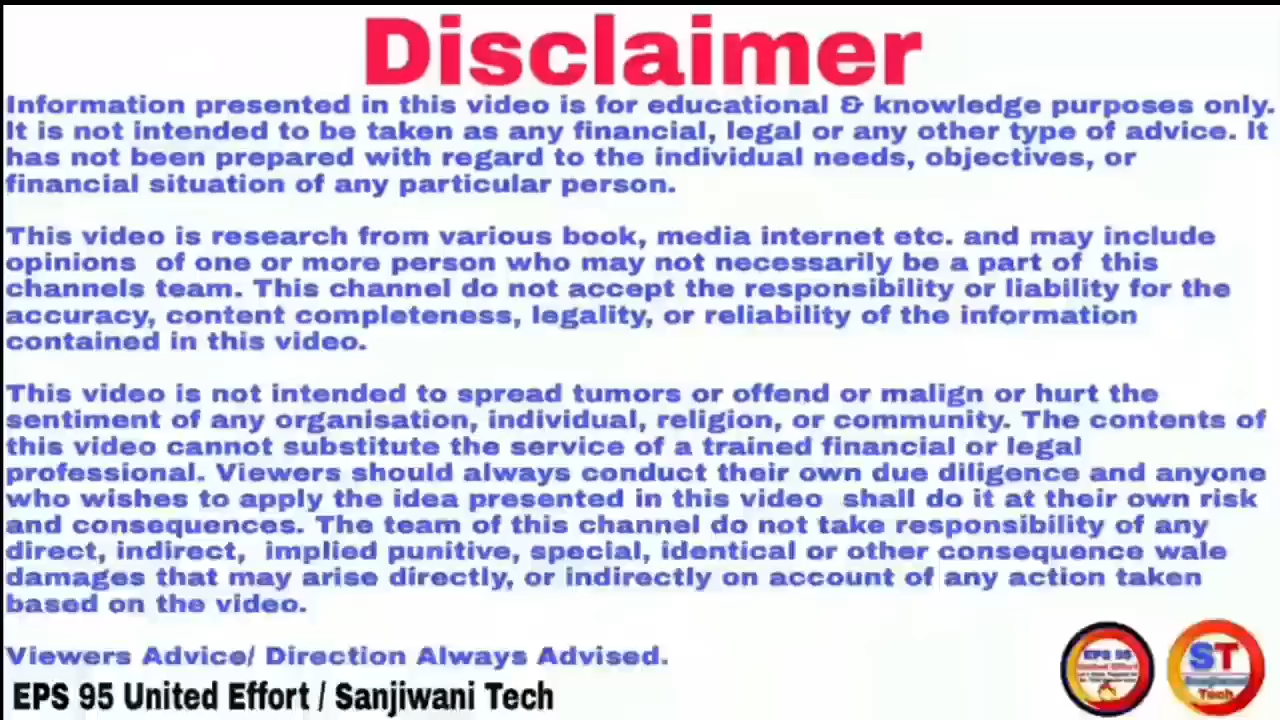 Disclaimer
Information presented in this video is for educational & knowledge purposes only.
It is not intended to be taken as any financial, legal or any other type of advice. It
has not been prepared with regard to the individual needs, objectives, or
financial situation of any particular person.
This video is research from various book, media internet etc. and may include
opinions of one or more person who may not necessarily be a part of this
channels team. This channel do not accept the responsibility or liability for the
accuracy, content completeness, legality, or reliability of the information
contained in this video.
This video is not intended to spread tumors or offend or malign or hurt the
sentiment of any organisation, individual, religion, or community. The contents of
this video cannot substitute the service of a trained financial or legal
professional. Viewers should always conduct their own due diligence and anyone
who wishes to apply the idea presented in this video shall do it at their own risk
and consequences. The team of this channel do not take responsibility of any
direct, indirect, implied punitive, special, identical or other consequence wale
damages that may arise directly, or indirectly on account of any action taken
based on the video.
Viewers Advice/ Direction Always Advised.
EPS 95 United Effort / Sanjiwani Tech
EPS 95
United Effort
ST
Sanjiwani
Tech